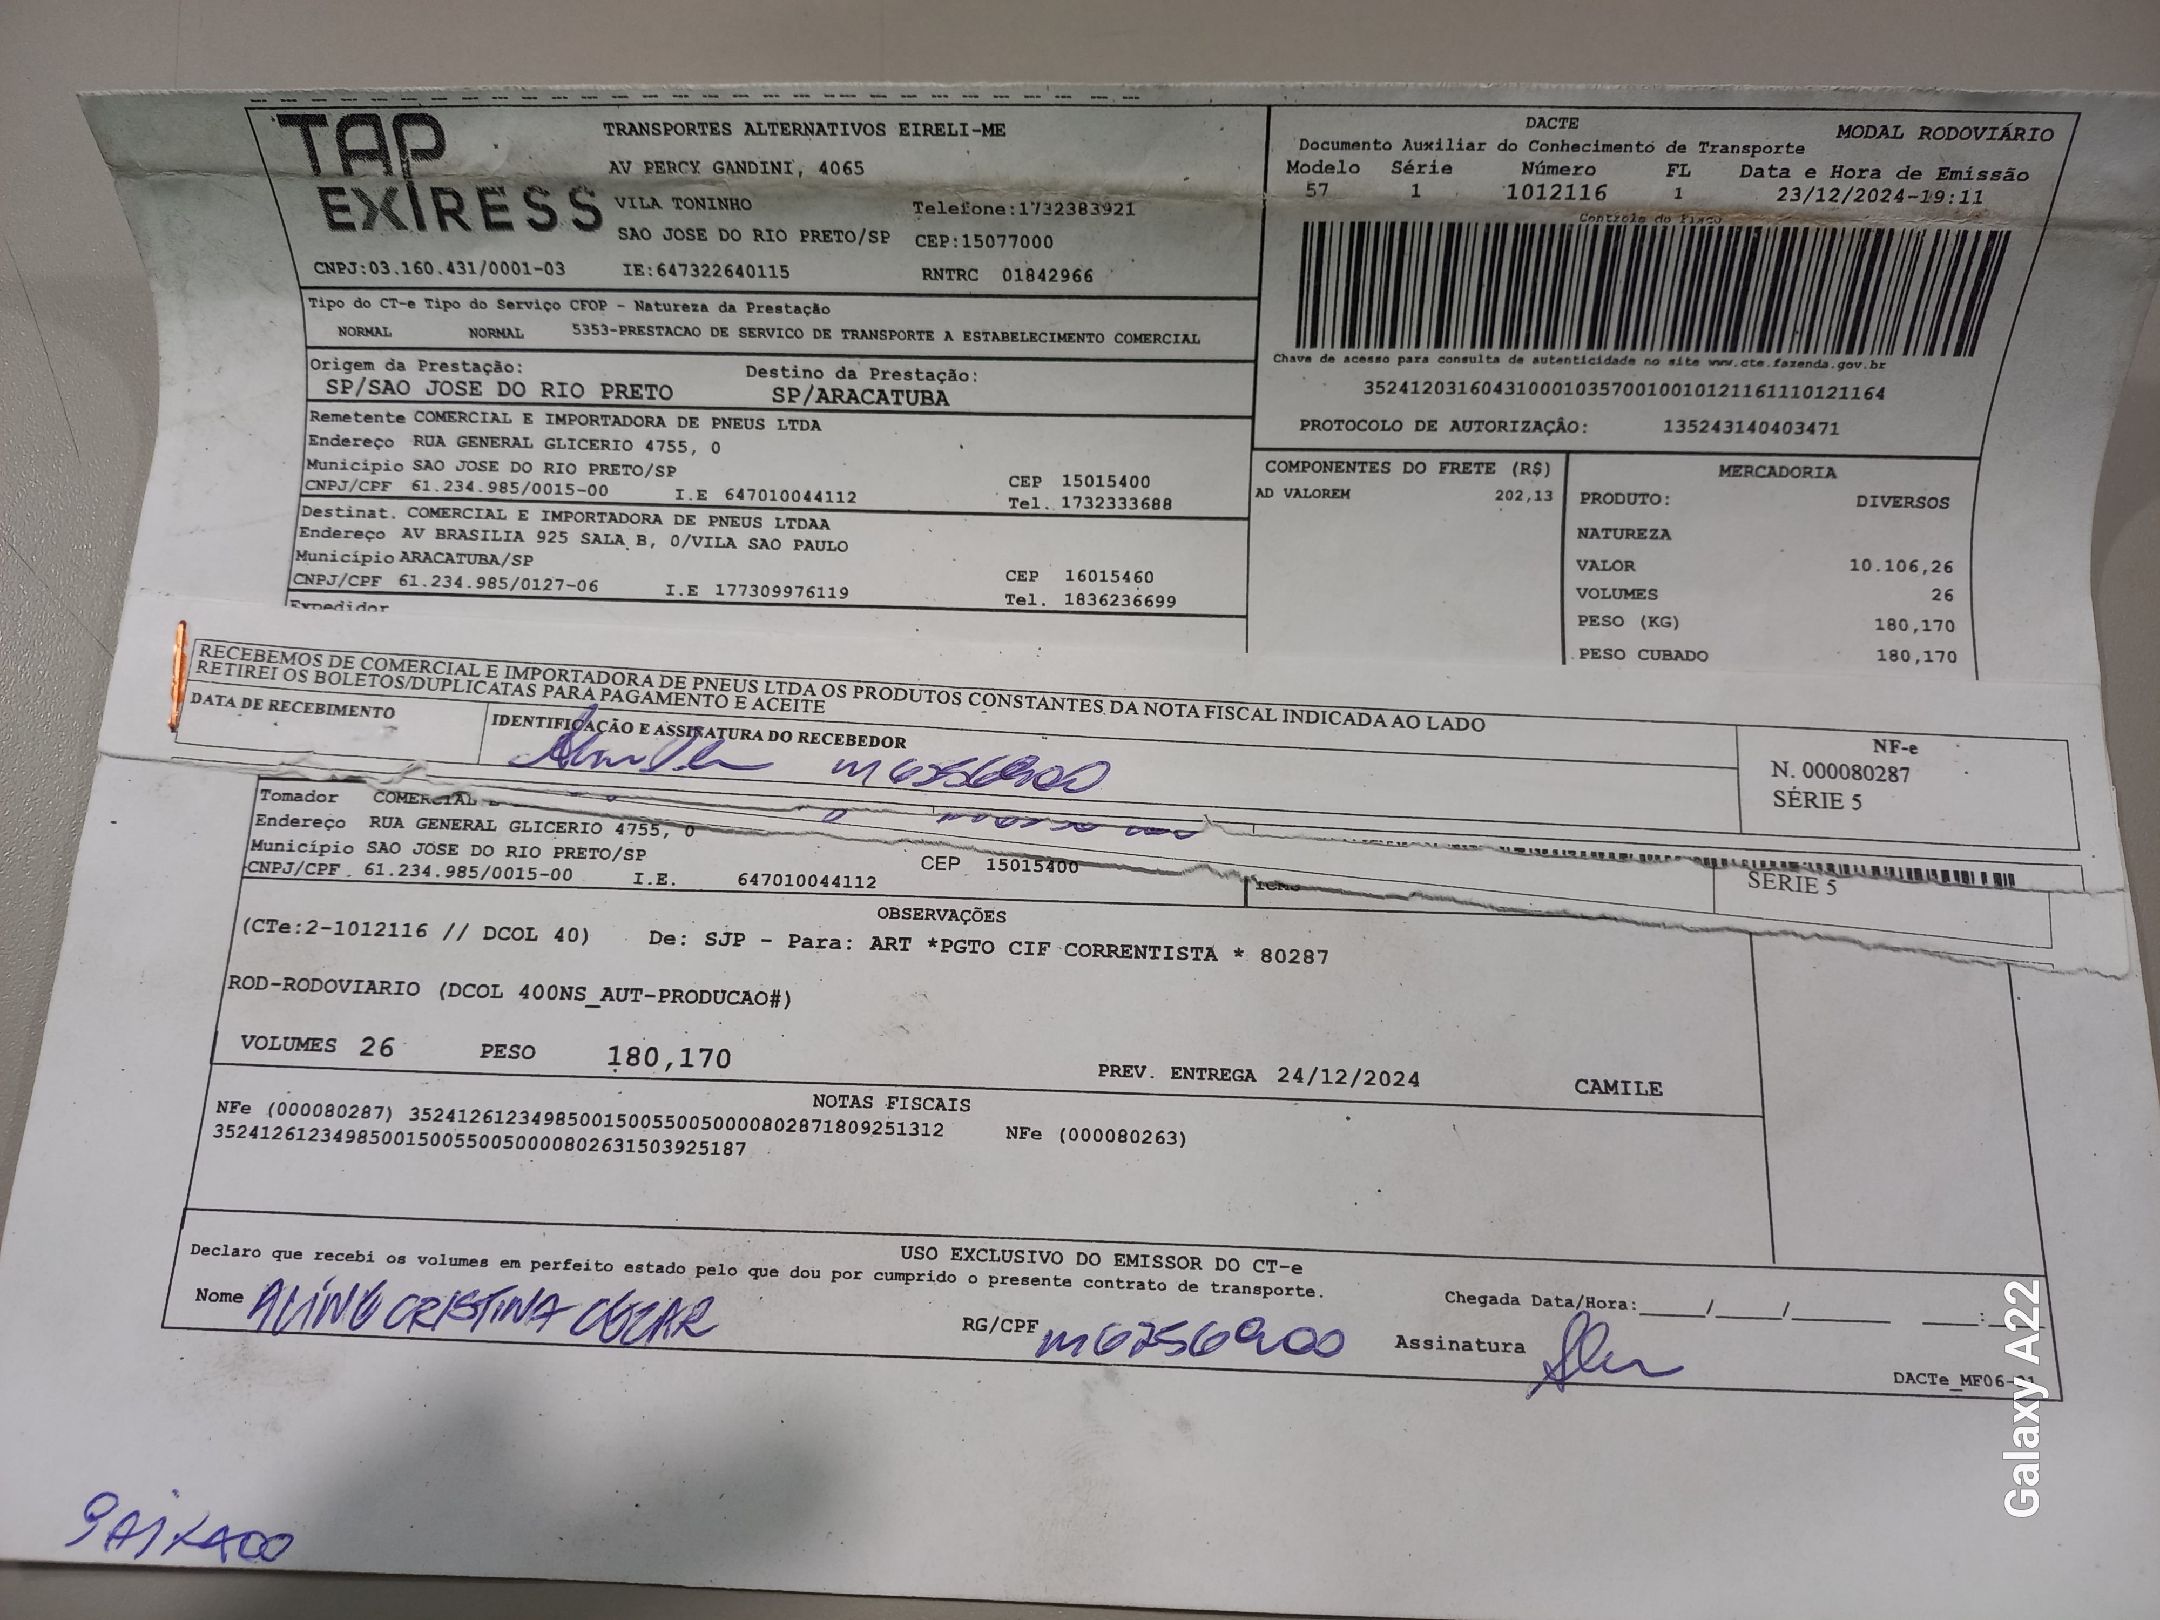 TAP EXIRESS
TRANSPORTES ALTERNATIVOS EIRELI-ME
AV PERCY GANDINI, 4065
VILA TONINHO Telefone:1732383921
SAO JOSE DO RIO PRETO/SP CEP:15077000
CNPJ:03.160.431/0001-03 IE:647322640115 RNTRC 01842966
DACTE MODAL RODOVIÁRIO
Documento Auxiliar do Conhecimento de Transporte
Modelo Série Número FL Data e Hora de Emissão
57 1 1012116 1 23/12/2024-19:11
Controle do Fisco
Chave de acesso para consulta de autenticidade no site www.cte.fazenda.gov.br
35241203160431000103570010010121161110121164
PROTOCOLO DE AUTORIZAÇÂO: 135243140403471
Tipo do CT-e Tipo do Serviço CFOP - Natureza da Prestação
NORMAL NORMAL 5353-PRESTACAO DE SERVICO DE TRANSPORTE A ESTABELECIMENTO COMERCIAL
Origem da Prestação: Destino da Prestação:
SP/SAO JOSE DO RIO PRETO SP/ARACATUBA
Remetente COMERCIAL E IMPORTADORA DE PNEUS LTDA
Endereço RUA GENERAL GLICERIO 4755, 0
Município SAO JOSE DO RIO PRETO/SP CEP 15015400
CNPJ/CPF 61.234.985/0015-00 I.E 647010044112 Tel. 1732333688
Destinat. COMERCIAL E IMPORTADORA DE PNEUS LTDAA
Endereço AV BRASILIA 925 SALA B, 0/VILA SAO PAULO
Município ARACATUBA/SP CEP 16015460
CNPJ/CPF 61.234.985/0127-06 I.E 177309976119 Tel. 1836236699
Expedidor
COMPONENTES DO FRETE (R$)
AD VALOREM 202,13
MERCADORIA
PRODUTO: DIVERSOS
NATUREZA
VALOR 10.106,26
VOLUMES 26
PESO (KG) 180,170
PESO CUBADO 180,170
RECEBEMOS DE COMERCIAL E IMPORTADORA DE PNEUS LTDA OS PRODUTOS CONSTANTES DA NOTA FISCAL INDICADA AO LADO
RETIREI OS BOLETOS/DUPLICATAS PARA PAGAMENTO E ACEITE
DATA DE RECEBIMENTO IDENTIFICAÇÃO E ASSINATURA DO RECEBEDOR
M6756900
NF-e
N. 000080287
SÉRIE 5
SÉRIE 5
Tomador COMERCIAL E
Endereço RUA GENERAL GLICERIO 4755, 0
Município SAO JOSE DO RIO PRETO/SP CEP 15015400
CNPJ/CPF 61.234.985/0015-00 I.E. 647010044112
OBSERVAÇÕES
(CTe:2-1012116 // DCOL 40) De: SJP - Para: ART *PGTO CIF CORRENTISTA * 80287
ROD-RODOVIARIO (DCOL 400NS_AUT-PRODUCAO#)
VOLUMES 26 PESO 180,170 PREV. ENTREGA 24/12/2024 CAMILE
NOTAS FISCAIS
NFe (000080287) 35241261234985001500550050000802871809251312 NFe (000080263)
35241261234985001500550050000802631503925187
USO EXCLUSIVO DO EMISSOR DO CT-e
Declaro que recebi os volumes em perfeito estado pelo que dou por cumprido o presente contrato de transporte.
Nome ALINE CRISTINA CEZAR RG/CPF M6756900 Assinatura
Chegada Data/Hora:____/____/______ ___:___
DACTe_MF06-
BAIXADO
Galaxy A22